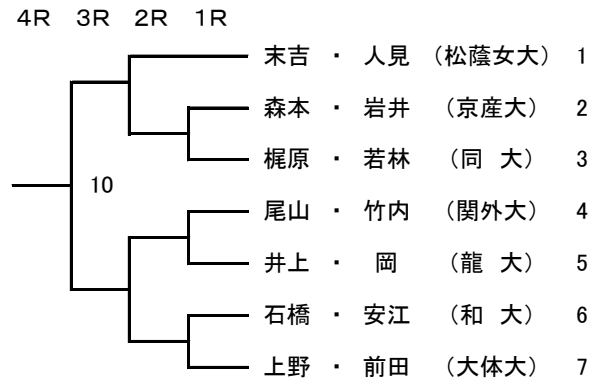 4R 3R 2R 1R
末吉 ・ 人見 （松蔭女大） 1
森本 ・ 岩井 （京産大） 2
梶原 ・ 若林 （同 大） 3
10
尾山 ・ 竹内 （関外大） 4
井上 ・ 岡 （龍 大） 5
石橋 ・ 安江 （和 大） 6
上野 ・ 前田 （大体大） 7